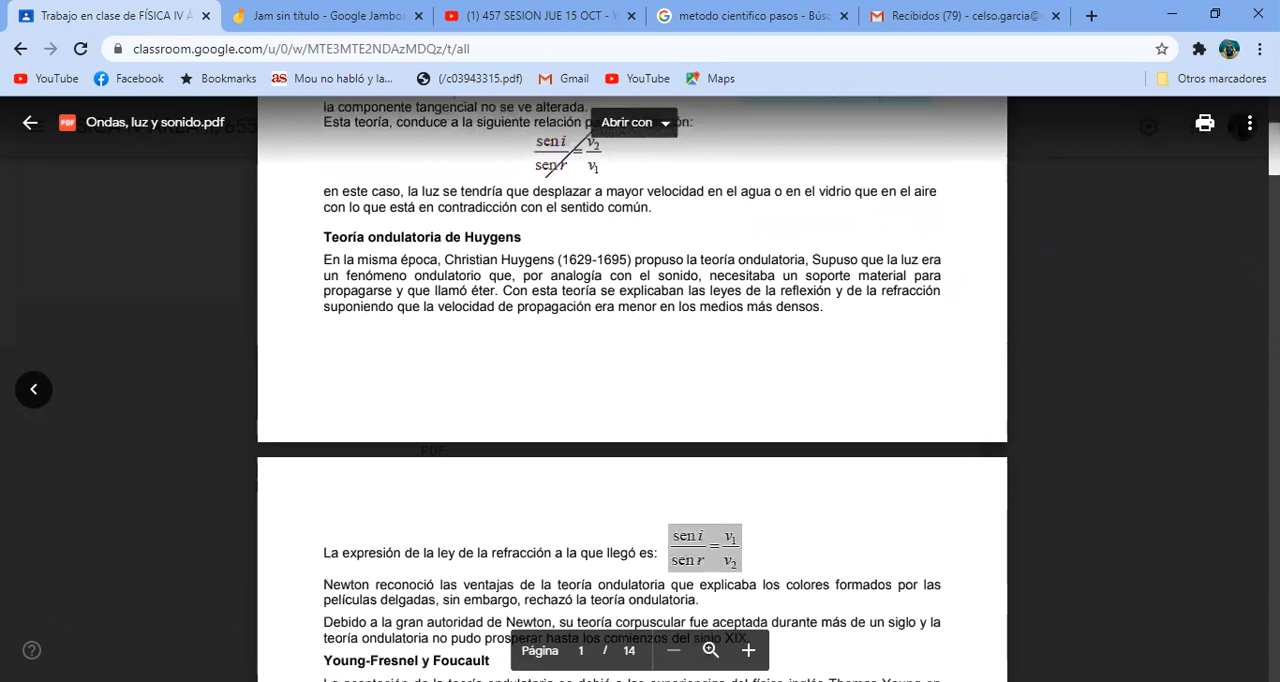 Trabajo en clase de FÍSICA IV Á
Jam sin título - Google Jamboa
(1) 457 SESION JUE 15 OCT - Y
metodo cientifico pasos - Búsc
Recibidos (79) - celso.garcia@e
classroom.google.com/u/0/w/MTE3MTE2NDAzMDQz/t/all
YouTube
Facebook
Bookmarks
as
Mou no habló y la...
(/c03943315.pdf)
Gmail
YouTube
Maps
Otros marcadores
la componente tangencial no se ve alterada.
PDF
Ondas, luz y sonido.pdf
Abrir con
Esta teoría, conduce a la siguiente relación
sen i / sen r = v2 / v1
en este caso, la luz se tendría que desplazar a mayor velocidad en el agua o en el vidrio que en el aire
con lo que está en contradicción con el sentido común.
Teoría ondulatoria de Huygens
En la misma época, Christian Huygens (1629-1695) propuso la teoría ondulatoria, Supuso que la luz era
un fenómeno ondulatorio que, por analogía con el sonido, necesitaba un soporte material para
propagarse y que llamó éter. Con esta teoría se explicaban las leyes de la reflexión y de la refracción
suponiendo que la velocidad de propagación era menor en los medios más densos.
PDF
La expresión de la ley de la refracción a la que llegó es: sen i / sen r = v1 / v2
Newton reconoció las ventajas de la teoría ondulatoria que explicaba los colores formados por las
películas delgadas, sin embargo, rechazó la teoría ondulatoria.
Debido a la gran autoridad de Newton, su teoría corpuscular fue aceptada durante más de un siglo y la
teoría ondulatoria no pudo prosperar hasta los comienzos del siglo XIX.
Página 1 / 14
Young-Fresnel y Foucault